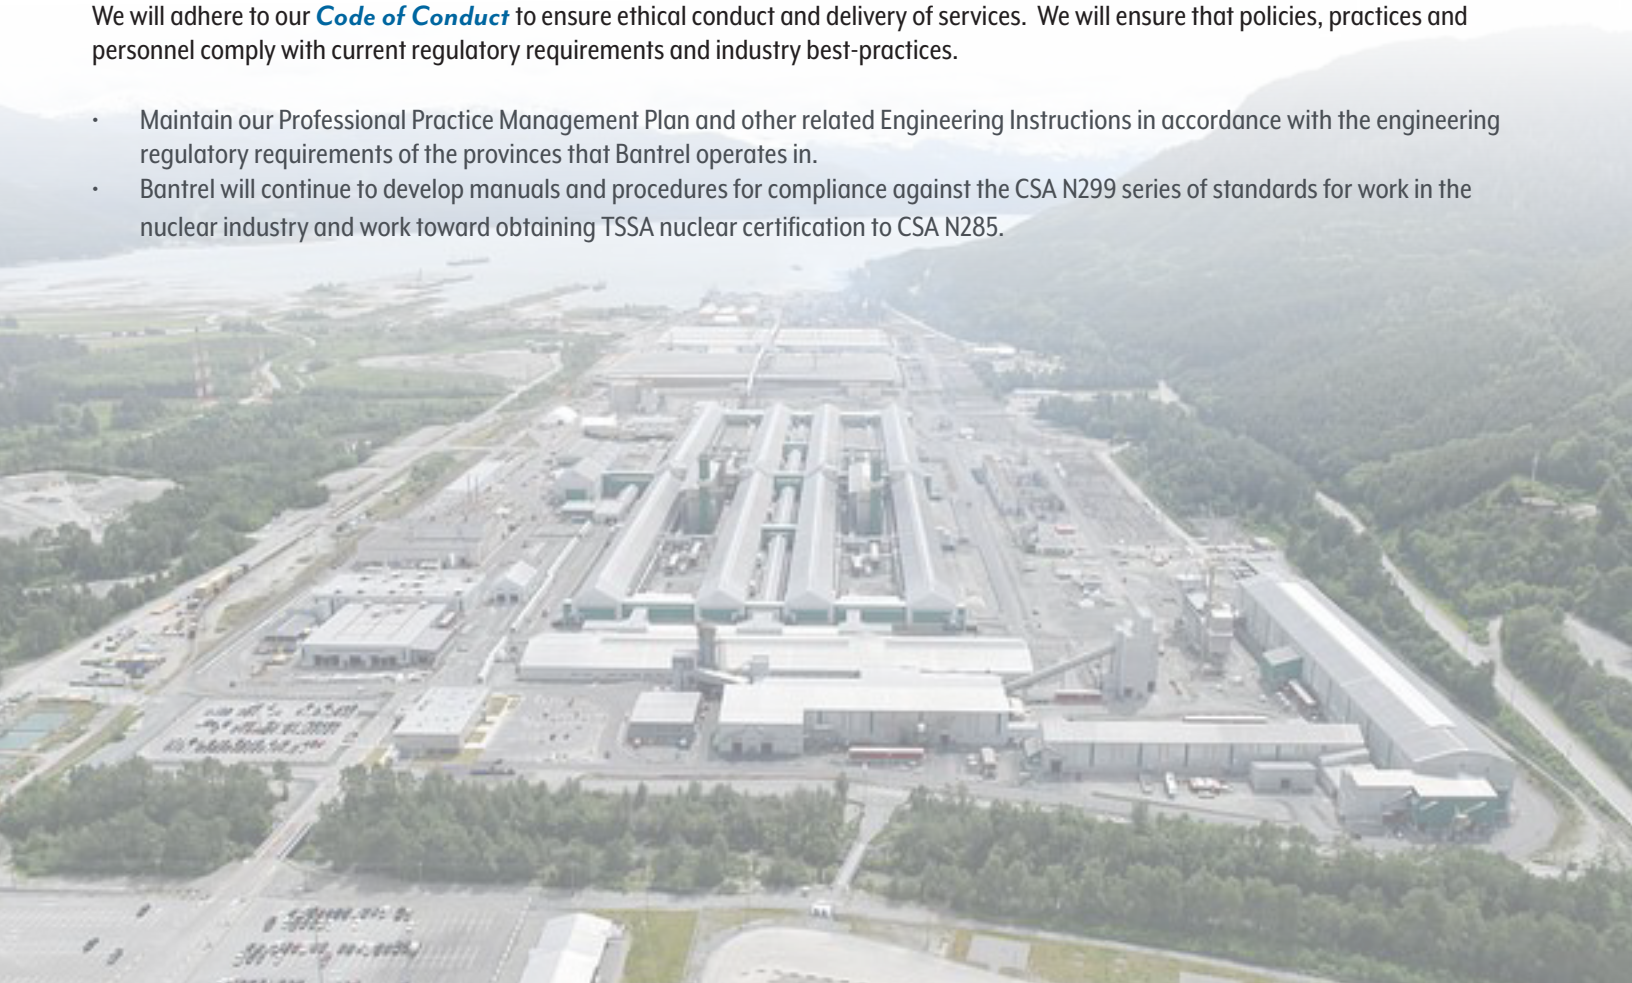 We will adhere to our Code of Conduct to ensure ethical conduct and delivery of services.  We will ensure that policies, practices and
personnel comply with current regulatory requirements and industry best-practices.
• Maintain our Professional Practice Management Plan and other related Engineering Instructions in accordance with the engineering
regulatory requirements of the provinces that Bantrel operates in.
• Bantrel will continue to develop manuals and procedures for compliance against the CSA N299 series of standards for work in the
nuclear industry and work toward obtaining TSSA nuclear certification to CSA N285.